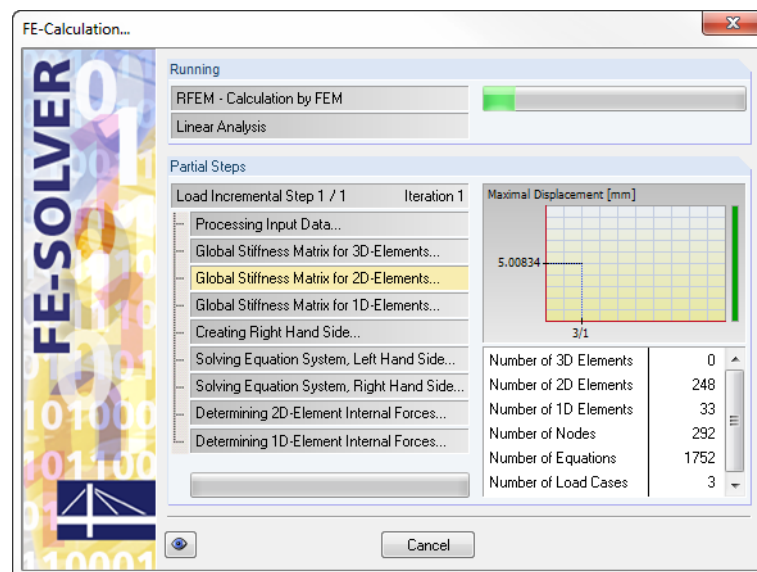 FE-Calculation...
FE-SOLVER
Running
RFEM - Calculation by FEM
Linear Analysis
Partial Steps
Load Incremental Step 1 / 1 Iteration 1
Processing Input Data...
Global Stiffness Matrix for 3D-Elements...
Global Stiffness Matrix for 2D-Elements...
Global Stiffness Matrix for 1D-Elements...
Creating Right Hand Side...
Solving Equation System, Left Hand Side...
Solving Equation System, Right Hand Side...
Determining 2D-Element Internal Forces...
Determining 1D-Element Internal Forces...
Maximal Displacement [mm]
5.00834
3/1
Number of 3D Elements 0
Number of 2D Elements 248
Number of 1D Elements 33
Number of Nodes 292
Number of Equations 1752
Number of Load Cases 3
Cancel